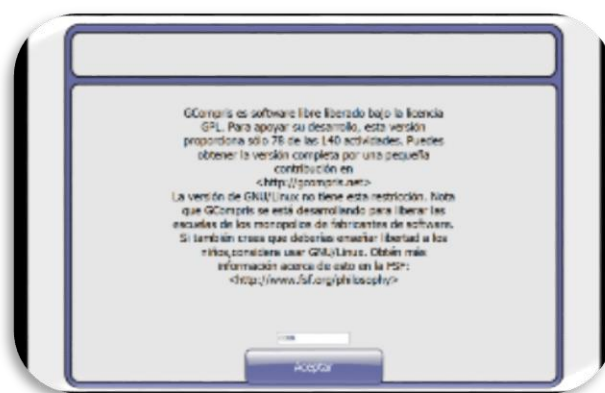 GCompris es software libre liberado bajo la licencia
GPL. Para apoyar su desarrollo, esta versión
proporciona sólo 78 de las 140 actividades. Puedes
obtener la versión completa por una pequeña
contribución en
<http://gcompris.net>
La versión de GNU/Linux no tiene esta restricción. Nota
que GCompris se está desarrollando para liberar las
escuelas de los monopolios de fabricantes de software.
Si también crees que deberías enseñar libertad a los
niños,considera usar GNU/Linux. Obtén más
información acerca de esto en la FSF:
<http://www.fsf.org/philosophy>
Aceptar